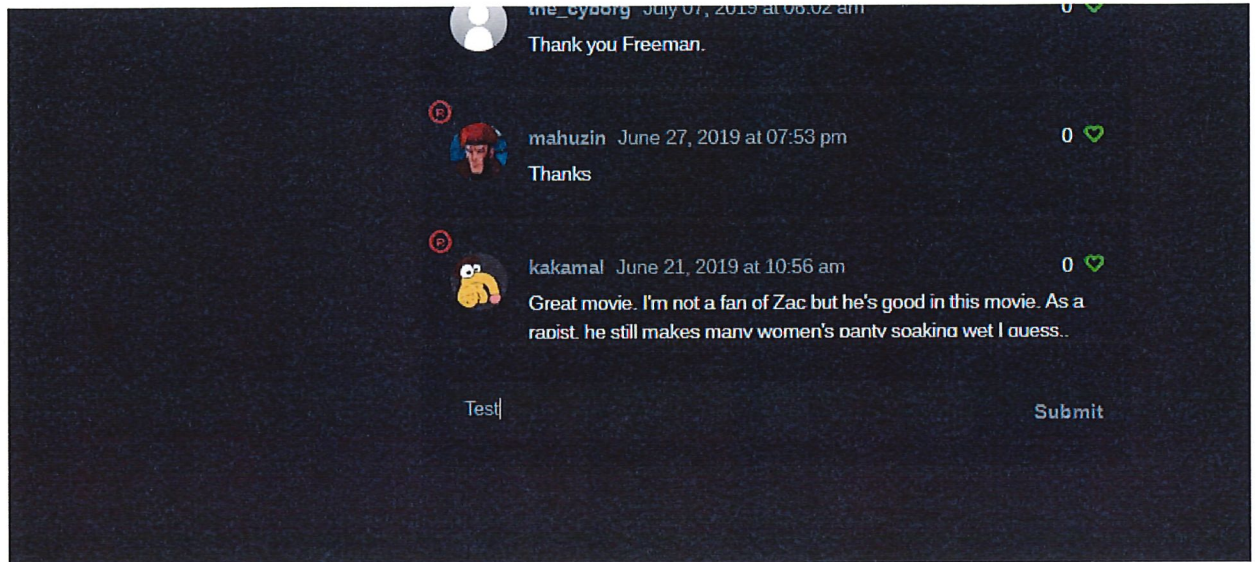 the_cyborg July 07, 2019 at 08:02 am 0
Thank you Freeman.
R
mahuzin June 27, 2019 at 07:53 pm 0
Thanks
R
kakamal June 21, 2019 at 10:56 am 0
Great movie. I'm not a fan of Zac but he's good in this movie. As a
rapist, he still makes many women's panty soaking wet I guess..
Test
Submit